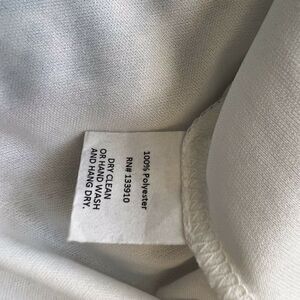 100% Polyester
RN# 133910
DRY CLEAN
OR HAND WASH
AND HANG DRY.